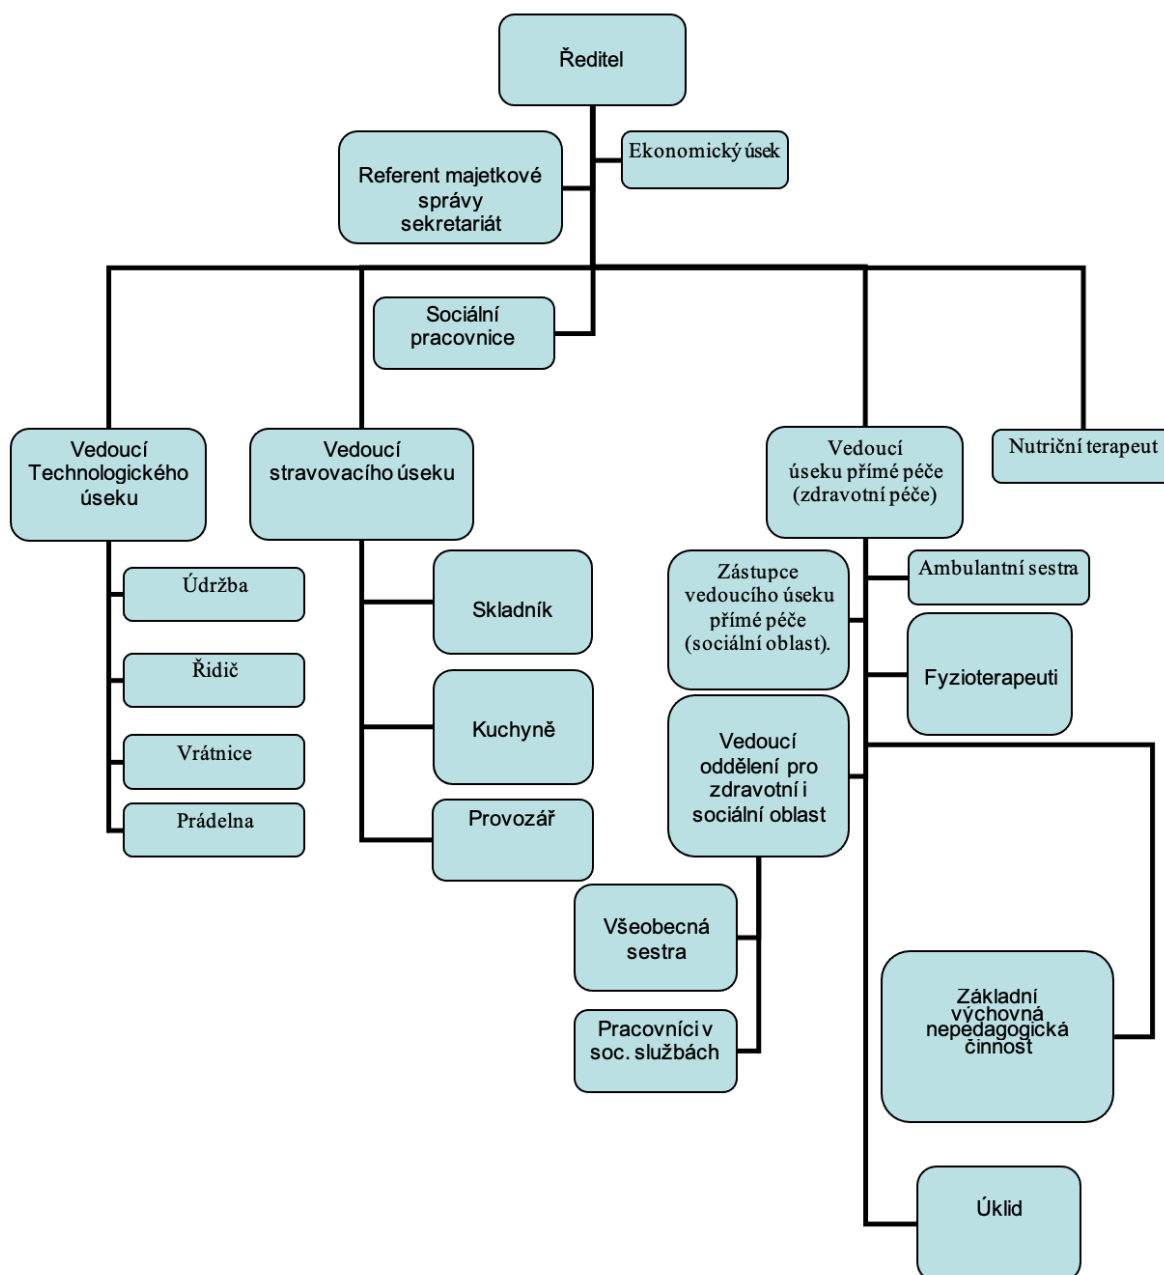 Ředitel
Ekonomický úsek
Referent majetkové
správy
sekretariát
Sociální
pracovnice
Vedoucí
Technologického
úseku
Vedoucí
stravovacího úseku
Vedoucí
úseku přímé péče
(zdravotní péče)
Nutriční terapeut
Údržba
Řidič
Vrátnice
Prádelna
Skladník
Kuchyně
Provozář
Zástupce
vedoucího úseku
přímé péče
(sociální oblast).
Ambulantní sestra
Fyzioterapeuti
Vedoucí
oddělení pro
zdravotní i
sociální oblast
Všeobecná
sestra
Pracovníci v
soc. službách
Základní
výchovná
nepedagogická
činnost
Úklid